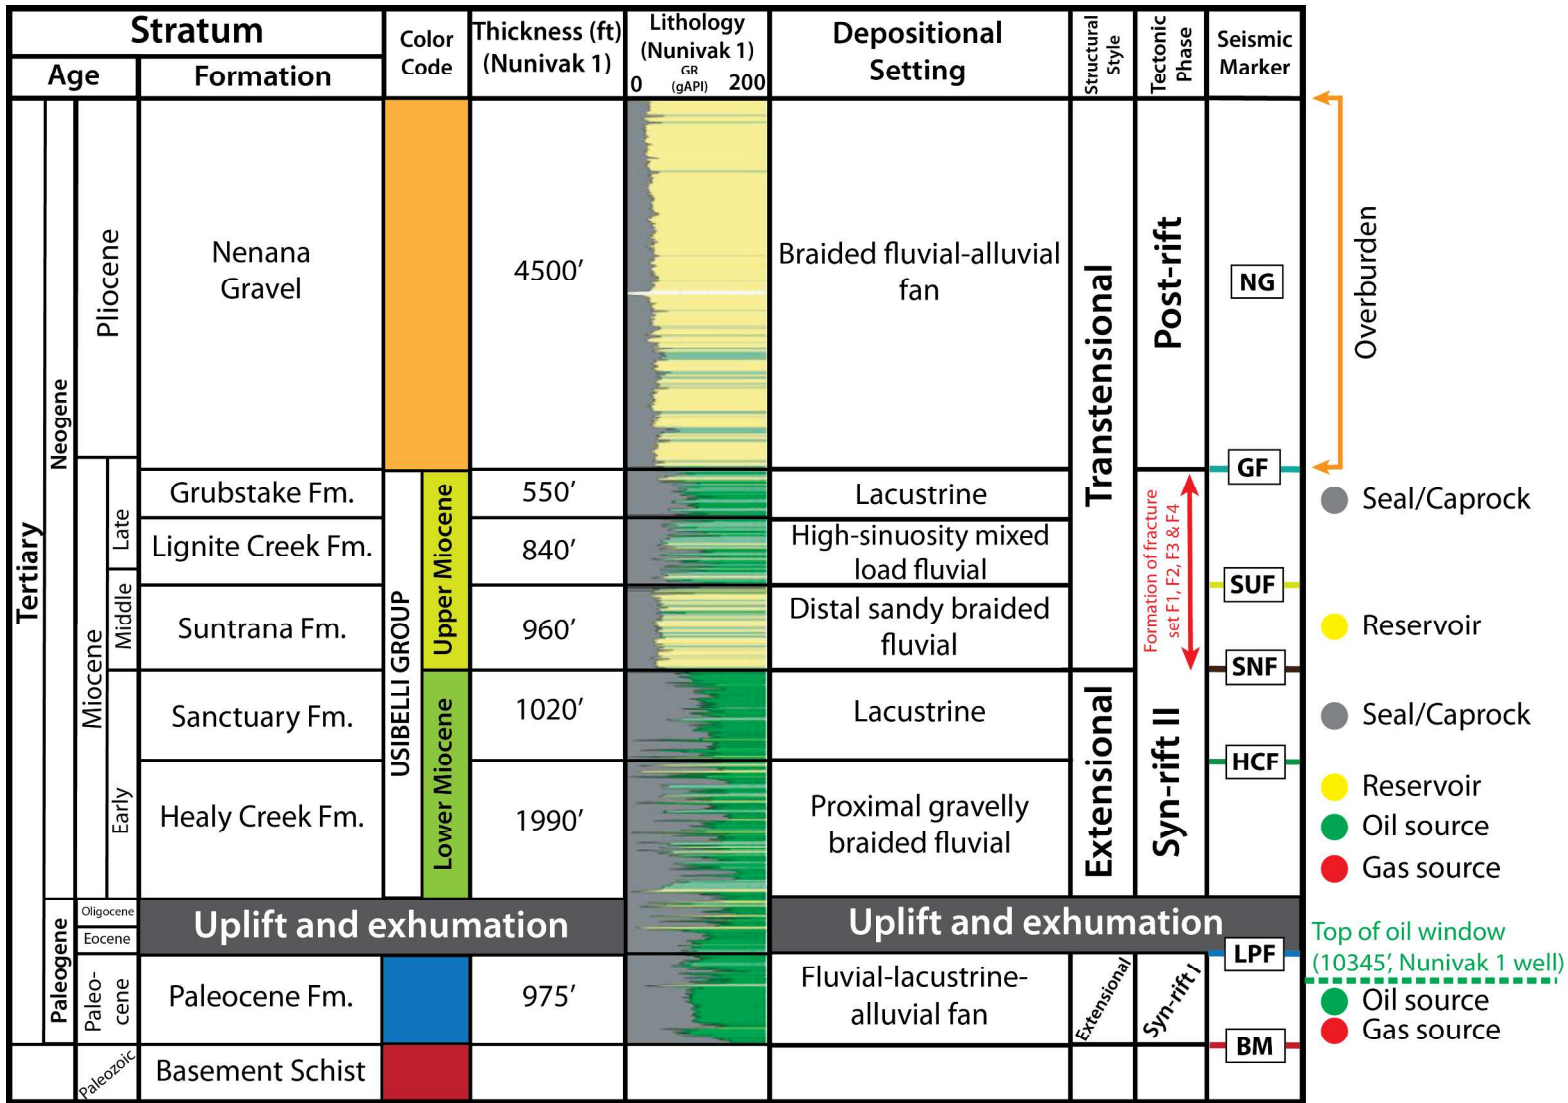 Stratum
Age
Formation
Color
Code
Thickness (ft)
(Nunivak 1)
Lithology
(Nunivak 1)
GR
0 (gAPI) 200
Depositional
Setting
Structural
Style
Tectonic
Phase
Seismic
Marker
Tertiary
Neogene
Pliocene
Nenana
Gravel
4500’
Braided fluvial-alluvial
fan
Transtensional
Post-rift
NG
Overburden
Miocene
Late
Grubstake Fm.
USIBELLI GROUP
Upper Miocene
550’
Lacustrine
Formation of fracture
set F1, F2, F3 & F4
GF
Seal/Caprock
Lignite Creek Fm.
840’
High-sinuosity mixed
load fluvial
SUF
Middle
Suntrana Fm.
960’
Distal sandy braided
fluvial
Reservoir
SNF
Early
Sanctuary Fm.
Lower Miocene
1020’
Lacustrine
Extensional
Syn-rift II
Seal/Caprock
HCF
Healy Creek Fm.
1990’
Proximal gravelly
braided fluvial
Reservoir
Oil source
Gas source
Paleogene
Oligocene
Eocene
Uplift and exhumation
Uplift and exhumation
LPF
Top of oil window
(10345’, Nunivak 1 well)
Paleo-
cene
Paleocene Fm.
975’
Fluvial-lacustrine-
alluvial fan
Extensional
Syn-rift I
Oil source
Gas source
BM
Paleozoic
Basement Schist